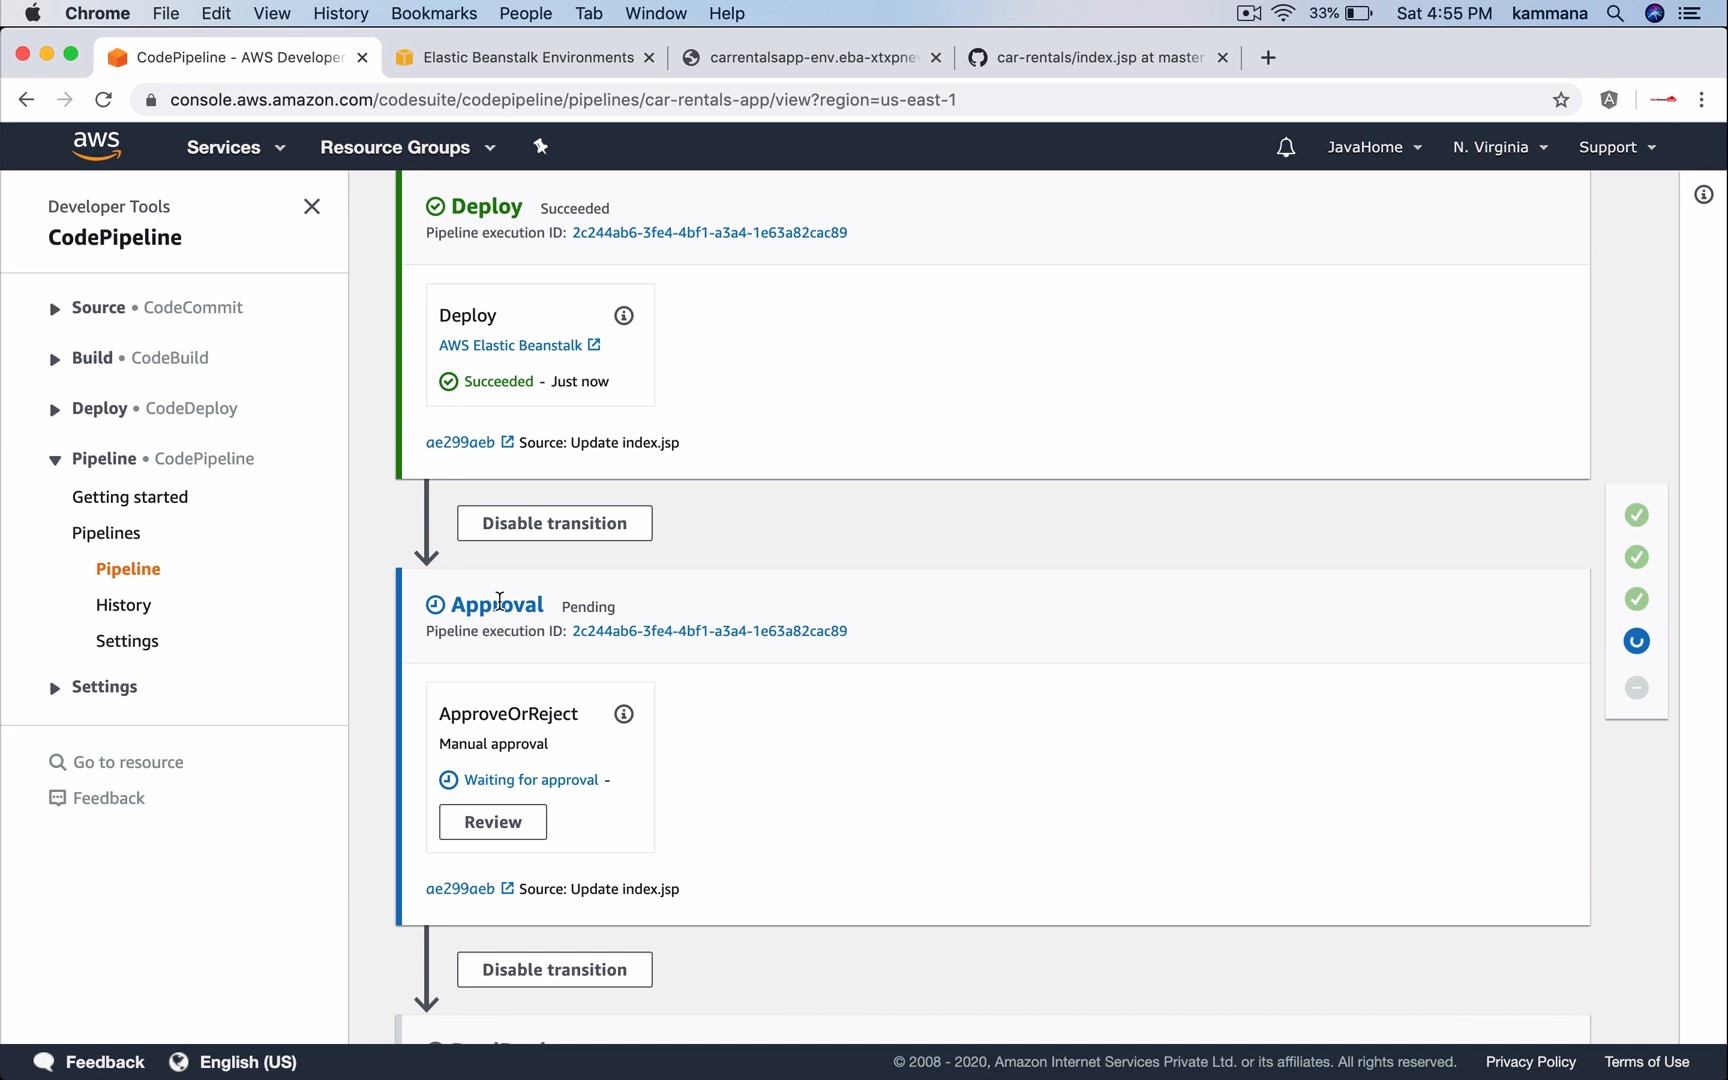 Chrome File Edit View History Bookmarks People Tab Window Help 33% Sat 4:55 PM kammana
CodePipeline - AWS Developer Elastic Beanstalk Environments carrentalsapp-env.eba-xtxpne car-rentals/index.jsp at master
console.aws.amazon.com/codesuite/codepipeline/pipelines/car-rentals-app/view?region=us-east-1
aws Services Resource Groups JavaHome N. Virginia Support
Developer Tools
CodePipeline
Source • CodeCommit
Build • CodeBuild
Deploy • CodeDeploy
Pipeline • CodePipeline
Getting started
Pipelines
Pipeline
History
Settings
Settings
Go to resource
Feedback
Deploy Succeeded
Pipeline execution ID: 2c244ab6-3fe4-4bf1-a3a4-1e63a82cac89
Deploy
AWS Elastic Beanstalk
Succeeded - Just now
ae299aeb Source: Update index.jsp
Disable transition
Approval Pending
Pipeline execution ID: 2c244ab6-3fe4-4bf1-a3a4-1e63a82cac89
ApproveOrReject
Manual approval
Waiting for approval -
Review
ae299aeb Source: Update index.jsp
Disable transition
Feedback English (US) © 2008 - 2020, Amazon Internet Services Private Ltd. or its affiliates. All rights reserved. Privacy Policy Terms of Use